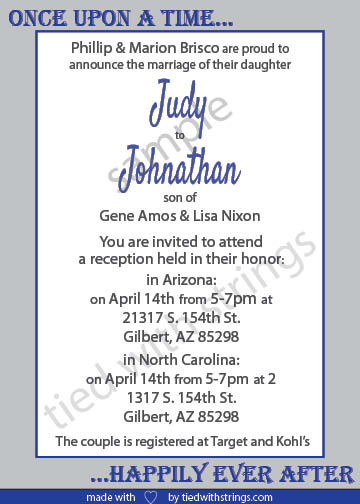 ONCE UPON A TIME...
Phillip & Marion Brisco are proud to
announce the marriage of their daughter
Judy
to
Johnathan
son of
Gene Amos & Lisa Nixon
You are invited to attend
a reception held in their honor:
in Arizona:
on April 14th from 5-7pm at
21317 S. 154th St.
Gilbert, AZ 85298
in North Carolina:
on April 14th from 5-7pm at 2
1317 S. 154th St.
Gilbert, AZ 85298
The couple is registered at Target and Kohl's
...HAPPILY EVER AFTER
made with ♡ by tiedwithstrings.com
sample
tied with strings